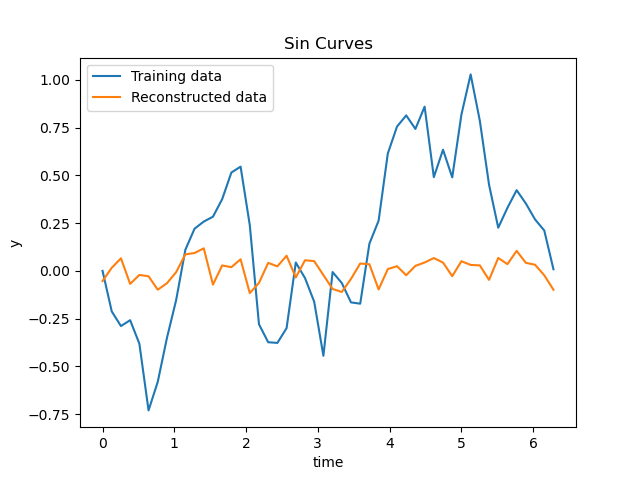 Sin Curves
Training data
Reconstructed data
1.00
0.75
0.50
0.25
0.00
−0.25
−0.50
−0.75
y
0 1 2 3 4 5 6
time